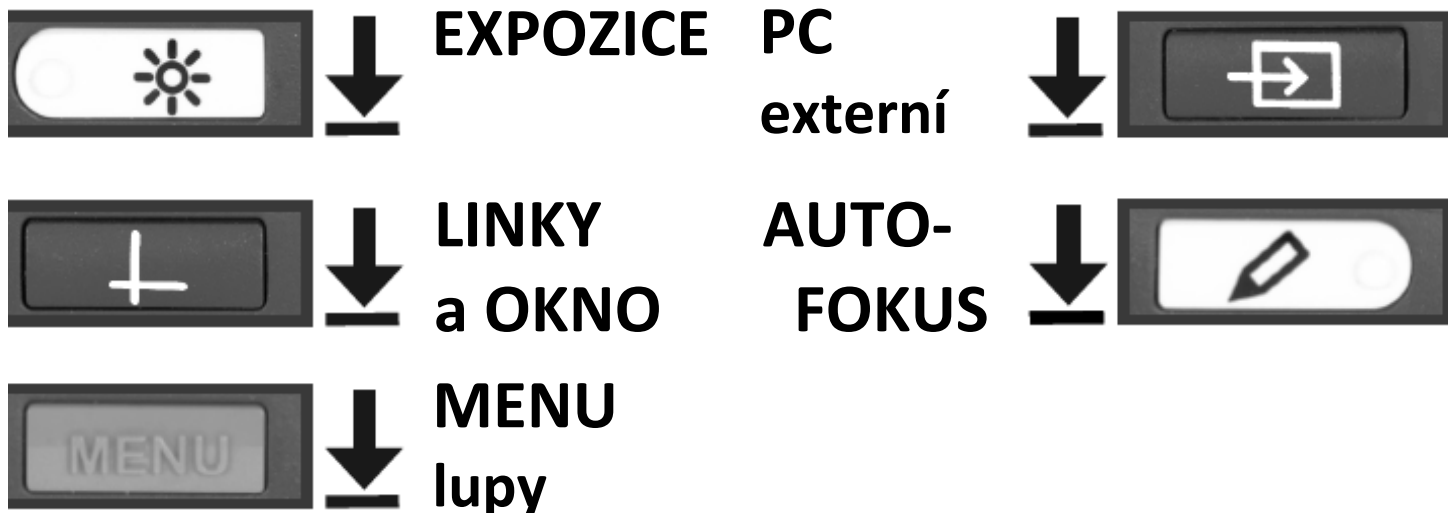 EXPOZICE
LINKY
a OKNO
MENU
MENU
lupy
PC
externí
AUTO-
FOKUS